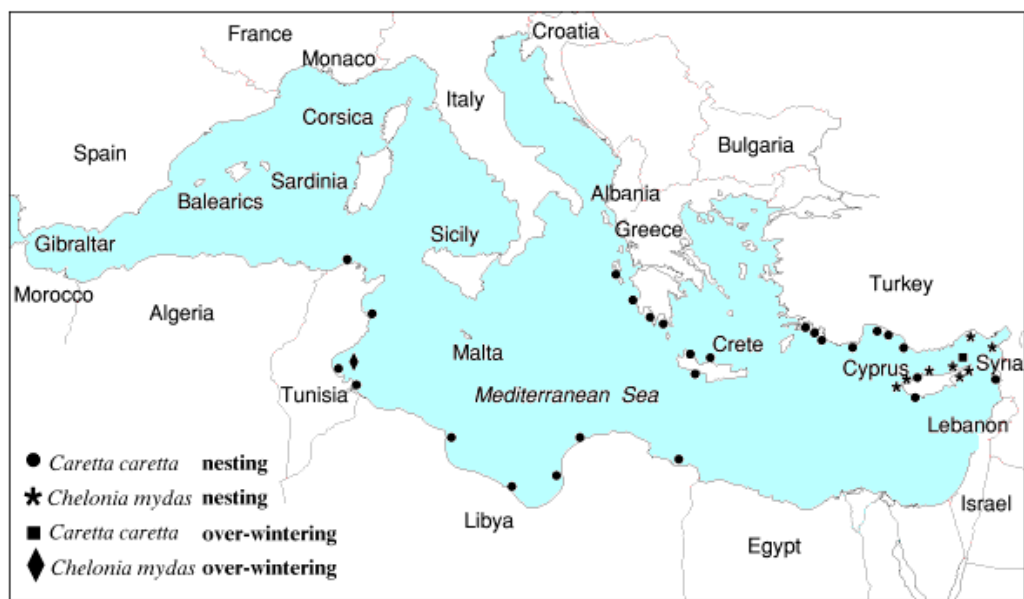 France
Croatia
Monaco
Italy
Corsica
Bulgaria
Spain
Sardinia
Albania
Balearics
Greece
Sicily
Gibraltar
Turkey
Morocco
Algeria
Malta
Crete
Cyprus
Syria
Tunisia
Mediterranean Sea
Lebanon
Caretta caretta nesting
Chelonia mydas nesting
Israel
Libya
Caretta caretta over-wintering
Egypt
Chelonia mydas over-wintering